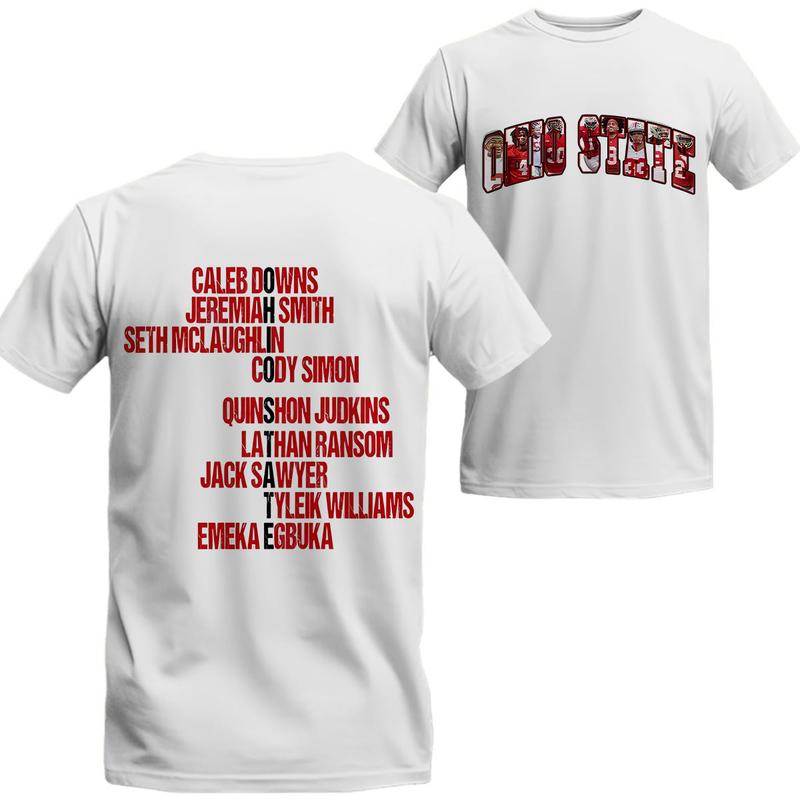 OHIO STATE
CALEB DOWNS
JEREMIAH SMITH
SETH MCLAUGHLIN
CODY SIMON
QUINSHON JUDKINS
LATHAN RANSOM
JACK SAWYER
TYLEIK WILLIAMS
EMEKA EGBUKA